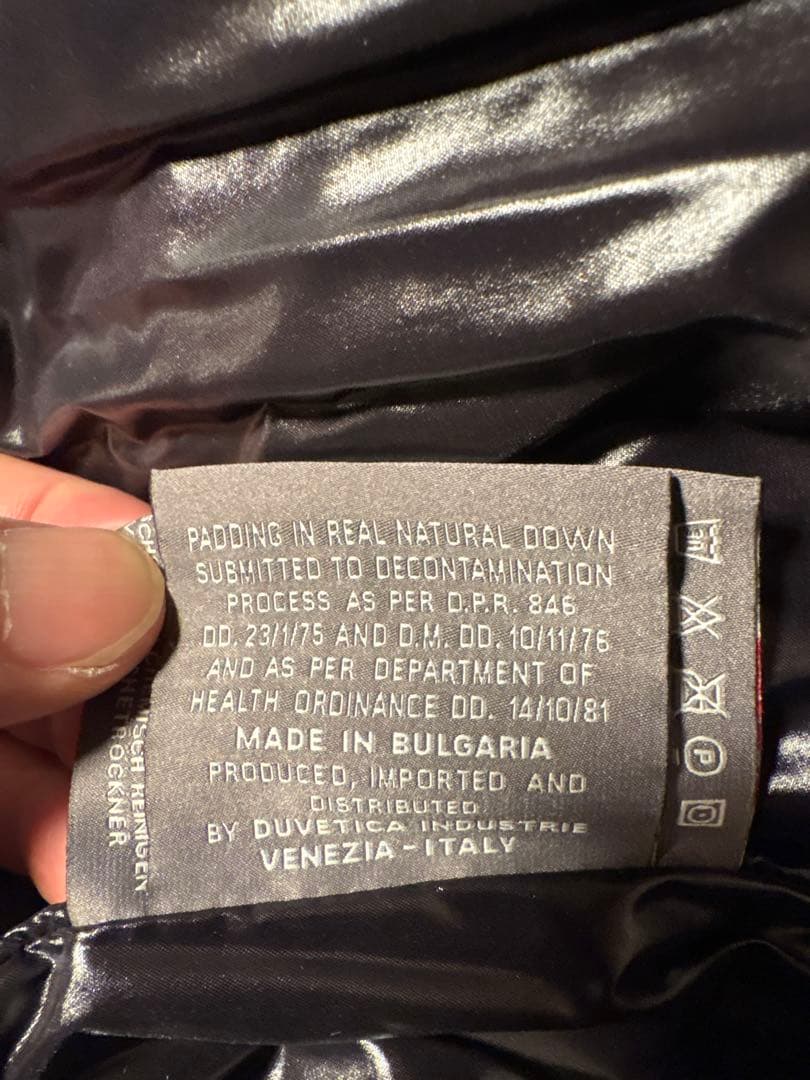 PADDING IN REAL NATURAL DOWN
SUBMITTED TO DECONTAMINATION
PROCESS AS PER D.P.R. 846
DD. 23/1/75 AND D.M. DD. 10/11/76
AND AS PER DEPARTMENT OF
HEALTH ORDINANCE DD. 14/10/81
MADE IN BULGARIA
PRODUCED, IMPORTED AND
DISTRIBUTED
BY DUVETICA INDUSTRIE
VENEZIA - ITALY
P